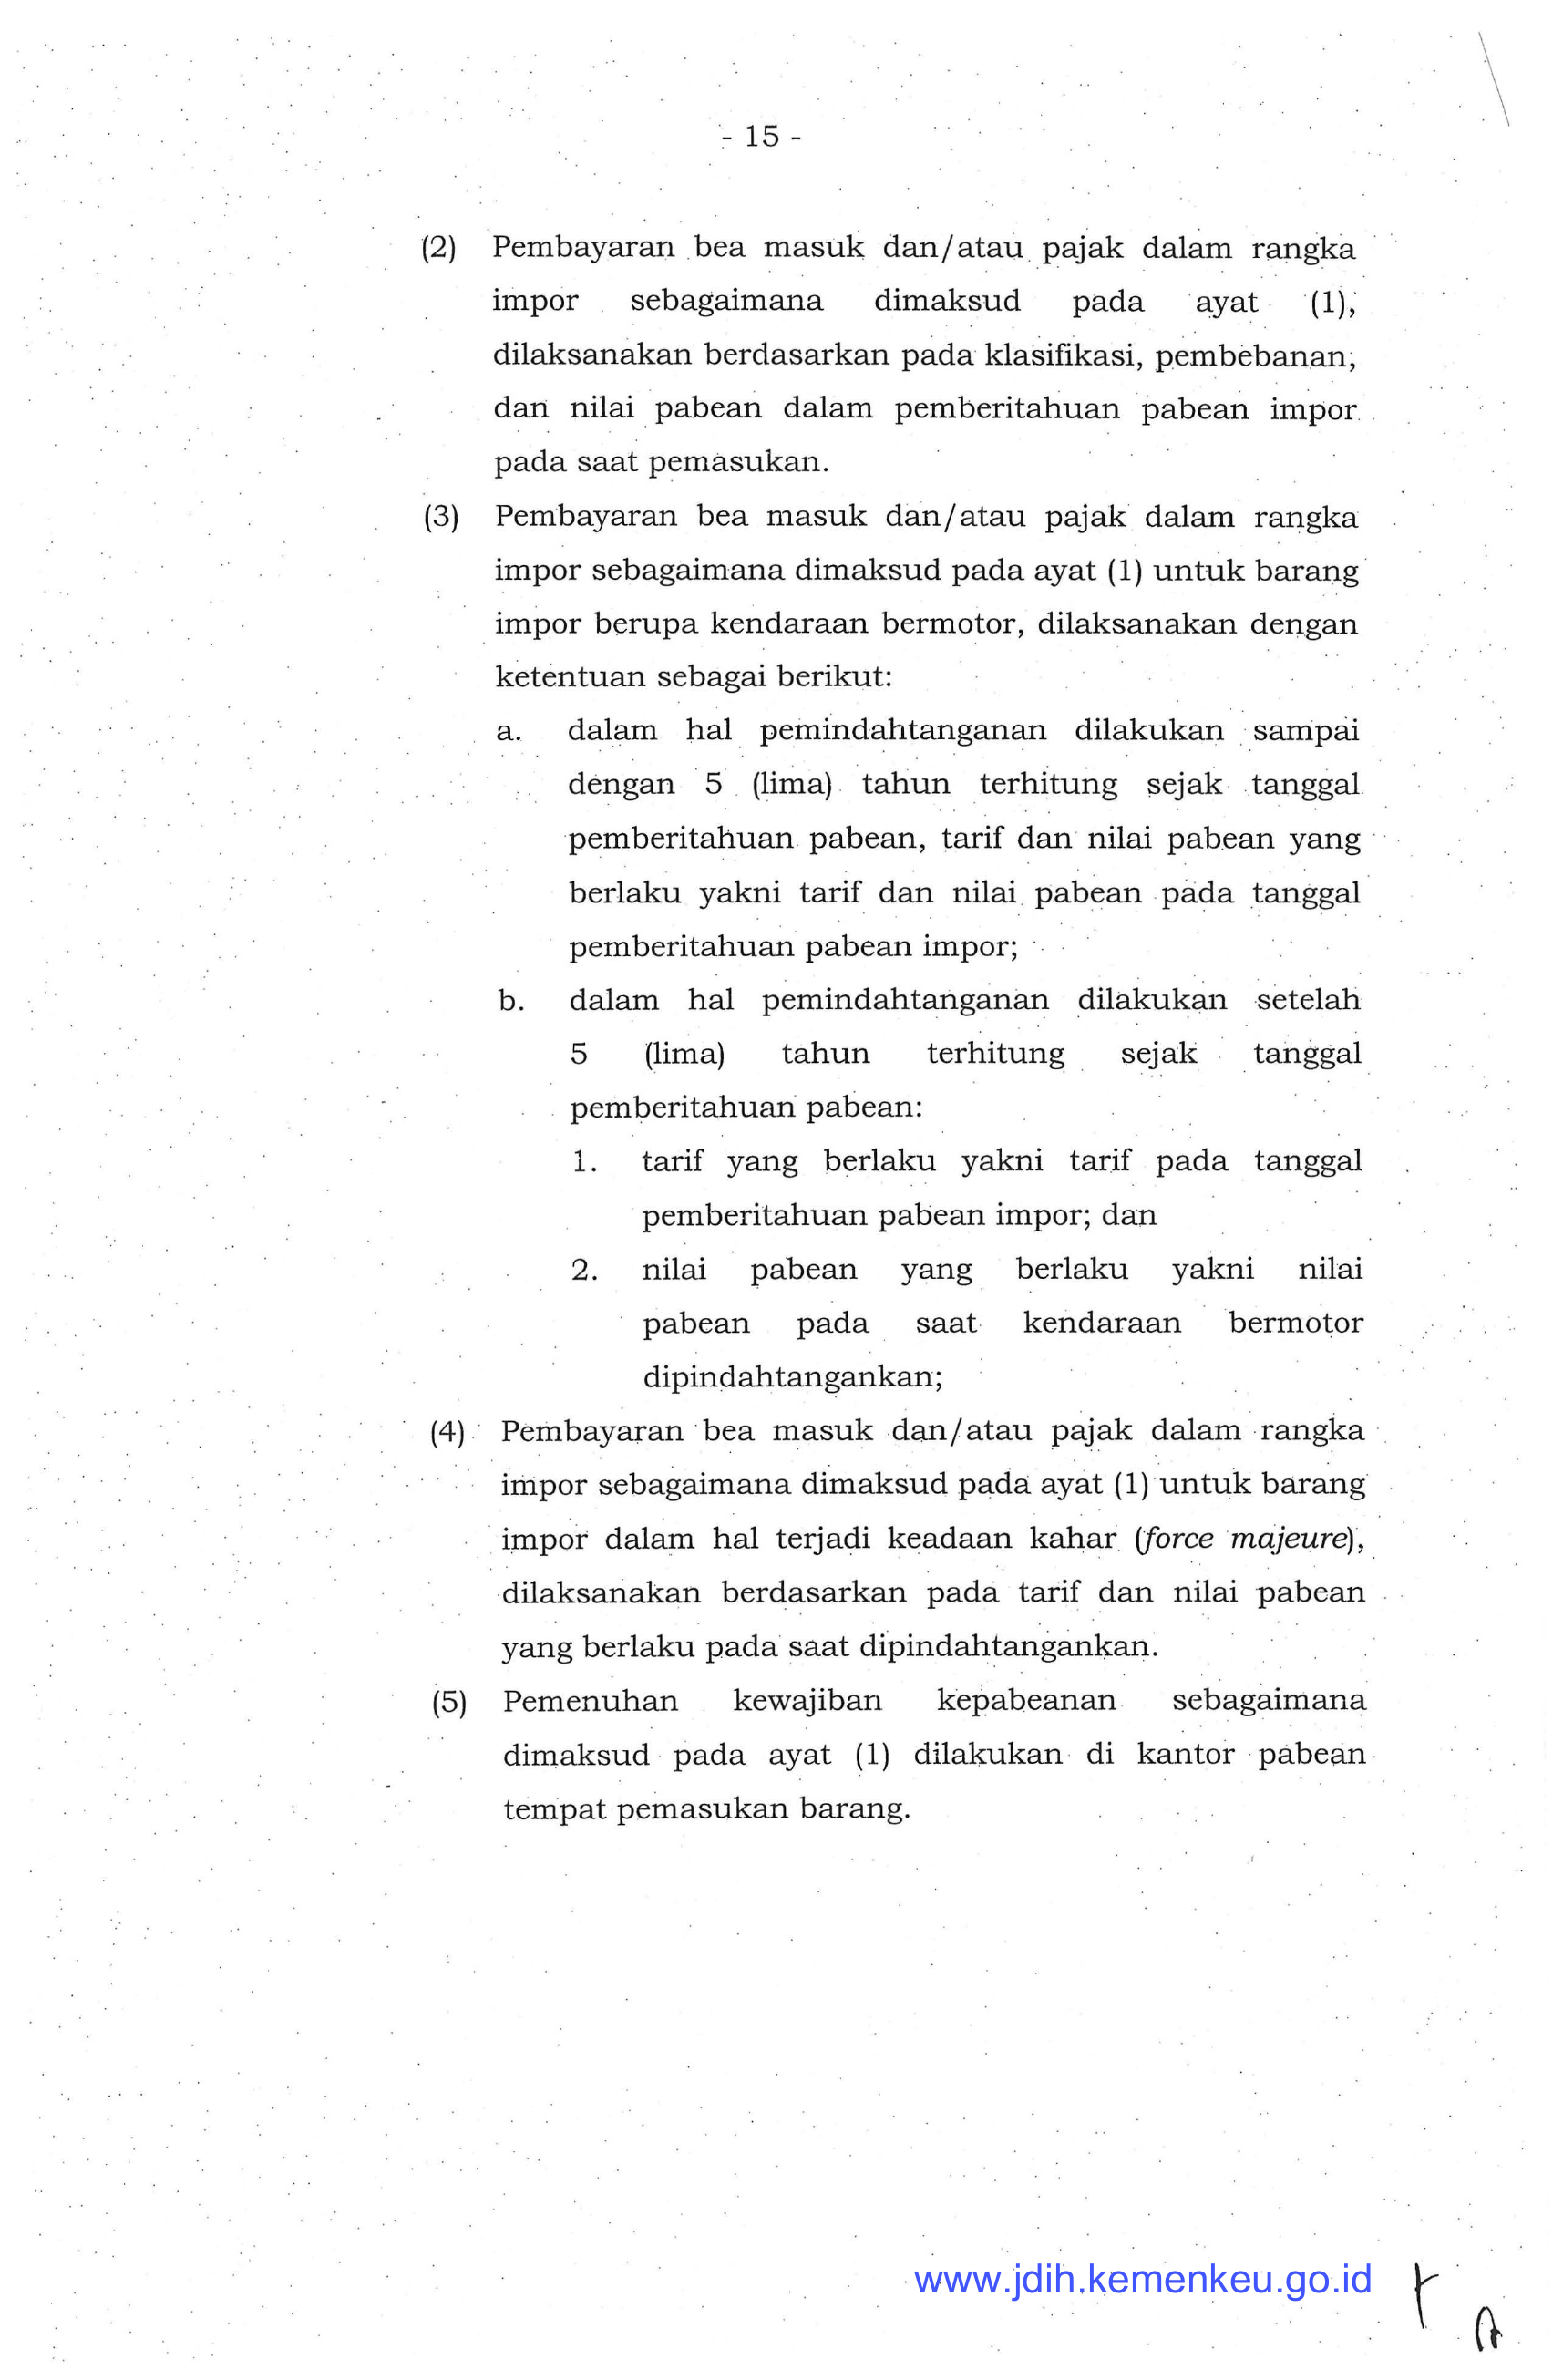 - 15 -
(2) Pembayaran bea masuk dan/atau pajak dalam rangka
impor sebagaimana dimaksud pada ayat (1),
dilaksanakan berdasarkan pada klasifikasi, pembebanan,
dan nilai pabean dalam pemberitahuan pabean impor
pada saat pemasukan.
(3) Pembayaran bea masuk dan/atau pajak dalam rangka
impor sebagaimana dimaksud pada ayat (1) untuk barang
impor berupa kendaraan bermotor, dilaksanakan dengan
ketentuan sebagai berikut:
a. dalam hal pemindahtanganan dilakukan sampai
dengan 5 (lima) tahun terhitung sejak tanggal
pemberitahuan pabean, tarif dan nilai pabean yang
berlaku yakni tarif dan nilai pabean pada tanggal
pemberitahuan pabean impor;
b. dalam hal pemindahtanganan dilakukan setelah
5 (lima) tahun terhitung sejak tanggal
pemberitahuan pabean:
1. tarif yang berlaku yakni tarif pada tanggal
pemberitahuan pabean impor; dan
2. nilai pabean yang berlaku yakni nilai
pabean pada saat kendaraan bermotor
dipindahtangankan;
(4) Pembayaran bea masuk dan/atau pajak dalam rangka
impor sebagaimana dimaksud pada ayat (1) untuk barang
impor dalam hal terjadi keadaan kahar (force majeure),
dilaksanakan berdasarkan pada tarif dan nilai pabean
yang berlaku pada saat dipindahtangankan.
(5) Pemenuhan kewajiban kepabeanan sebagaimana
dimaksud pada ayat (1) dilakukan di kantor pabean
tempat pemasukan barang.
www.jdih.kemenkeu.go.id